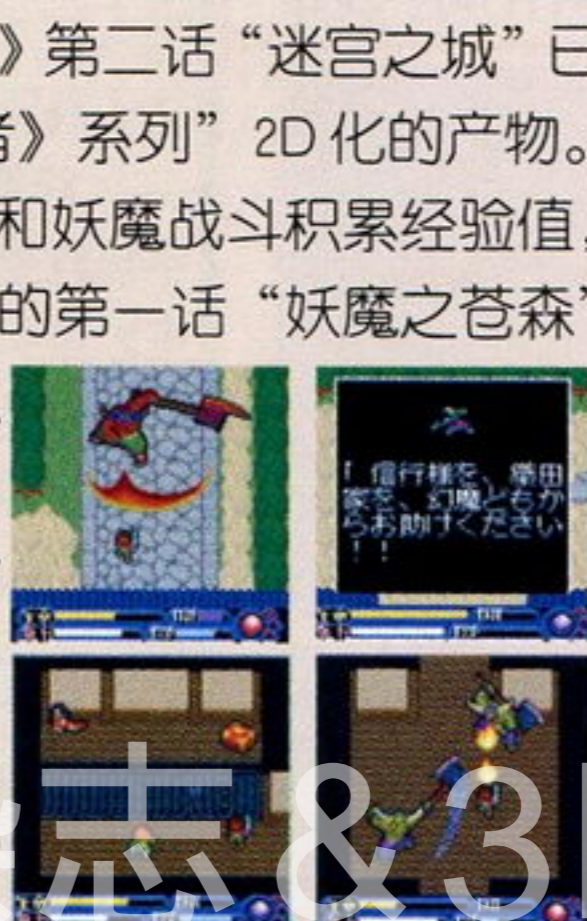 》第二话“迷宫之城”已
者》系列”2D化的产物。
和妖魔战斗积累经验值，
的第一话“妖魔之苍森”
「信行様を、織田
家を、幻魔どもか
らお助けください
！！
志&3